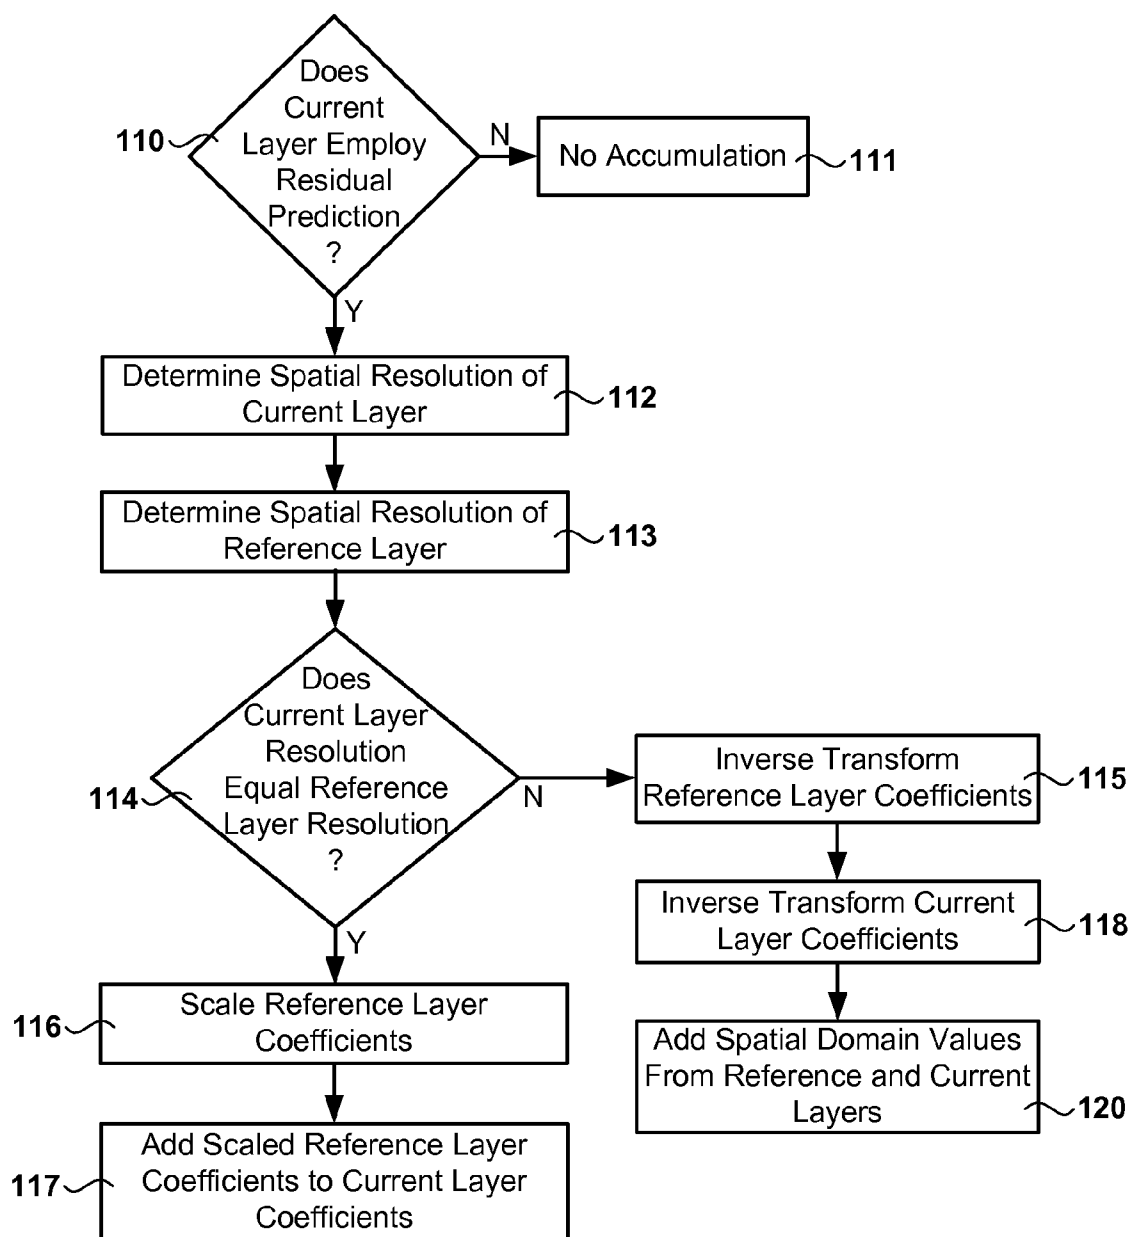 Does
Current
Layer Employ
Residual
Prediction
?
110
N
No Accumulation
111
Y
Determine Spatial Resolution of
Current Layer
112
Determine Spatial Resolution of
Reference Layer
113
Does
Current Layer
Resolution
Equal Reference
Layer Resolution
?
114
N
Inverse Transform
Reference Layer Coefficients
115
Inverse Transform Current
Layer Coefficients
118
Add Spatial Domain Values
From Reference and Current
Layers
120
Y
Scale Reference Layer
Coefficients
116
Add Scaled Reference Layer
Coefficients to Current Layer
Coefficients
117